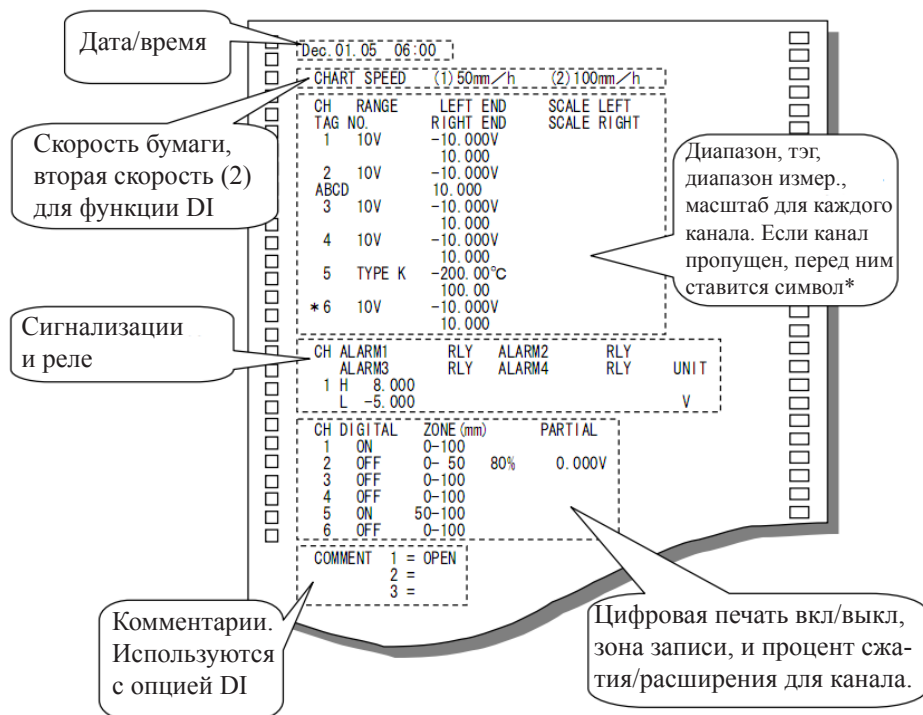 Дата/время
Dec.01.05 06:00
CHART SPEED (1)50mm/h (2)100mm/h
CH RANGE LEFT END SCALE LEFT
TAG NO. RIGHT END SCALE RIGHT
1 10V -10.000V
10.000
2 10V -10.000V
ABCD 10.000
3 10V -10.000V
10.000
4 10V -10.000V
10.000
5 TYPE K -200.00°C
100.00
*6 10V -10.000V
10.000
Скорость бумаги,
вторая скорость (2)
для функции DI
Диапазон, тэг,
диапазон измер.,
масштаб для каждого
канала. Если канал
пропущен, перед ним
ставится символ*
Сигнализации
и реле
CH ALARM1 RLY ALARM2 RLY
ALARM3 RLY ALARM4 RLY UNIT
1 H 8.000
L -5.000 V
CH DIGITAL ZONE(mm) PARTIAL
1 ON 0-100
2 OFF 0- 50 80% 0.000V
3 OFF 0-100
4 OFF 0-100
5 ON 50-100
6 OFF 0-100
COMMENT 1 = OPEN
2 =
3 =
Комментарии.
Используются
с опцией DI
Цифровая печать вкл/выкл,
зона записи, и процент сжа-
тия/расширения для канала.